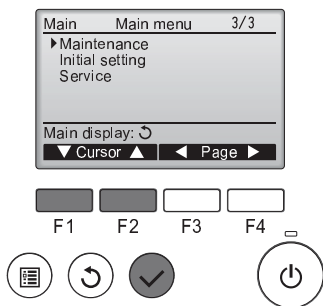 Main Main menu 3/3
Maintenance
Initial setting
Service
Main display:
Cursor Page
F1 F2 F3 F4